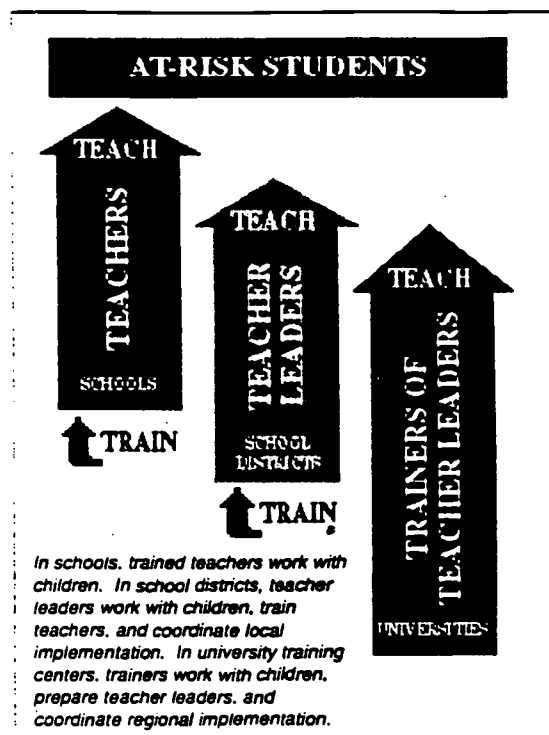 AT-RISK STUDENTS
TEACH
TEACHERS
SCHOOLS
TRAIN
TEACH
TEACHER
LEADERS
SCHOOL
DISTRICTS
TRAIN
TEACH
TRAINERS OF
TEACHER LEADERS
UNIVERSITIES
In schools, trained teachers work with
children. In school districts, teacher
leaders work with children, train
teachers, and coordinate local
implementation. In university training
centers, trainers work with children,
prepare teacher leaders, and
coordinate regional implementation.